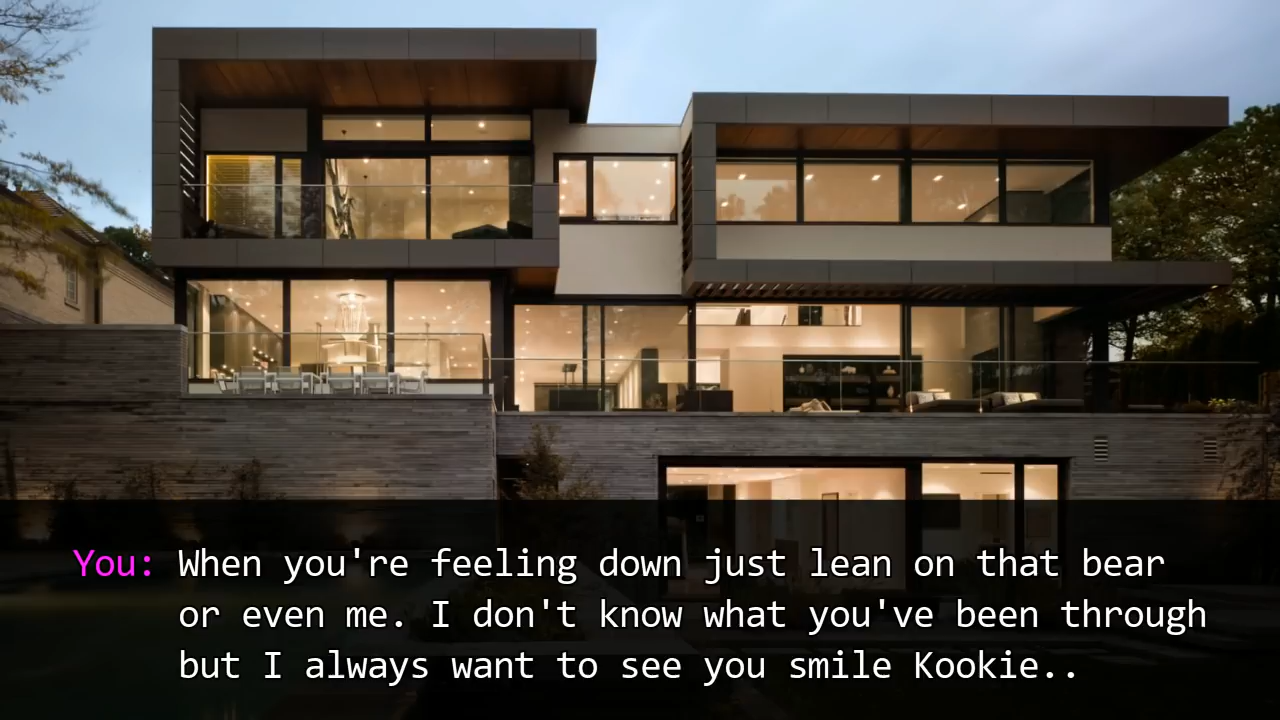 You: When you're feeling down just lean on that bear
or even me. I don't know what you've been through
but I always want to see you smile Kookie..